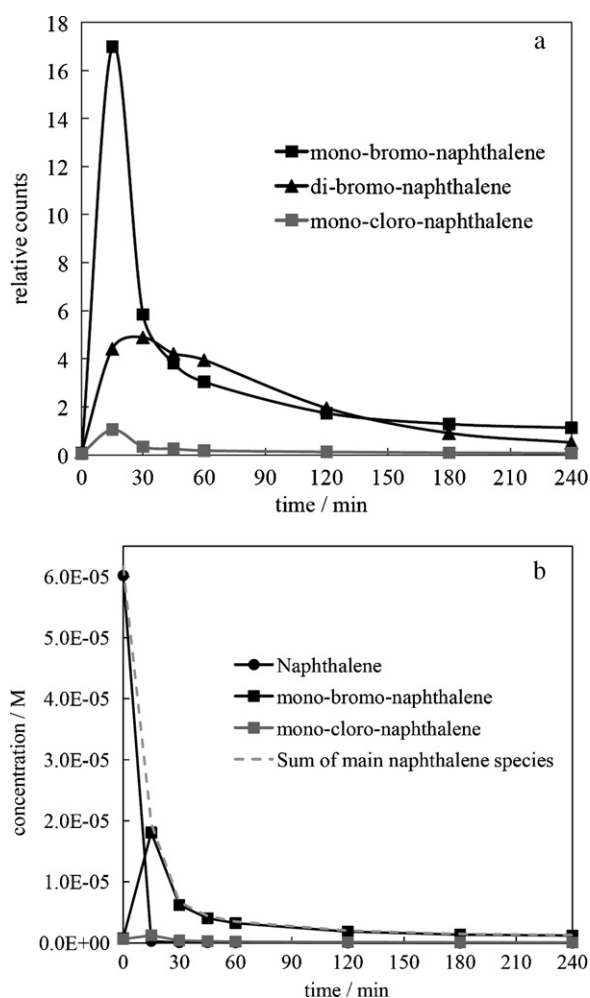 a
18
16
14
12
10
8
6
4
2
0
relative counts
mono-bromo-naphthalene
di-bromo-naphthalene
mono-cloro-naphthalene
0 30 60 90 120 150 180 210 240
time / min
b
6.0E-05
5.0E-05
4.0E-05
3.0E-05
2.0E-05
1.0E-05
0.0E+00
concentration / M
Naphthalene
mono-bromo-naphthalene
mono-cloro-naphthalene
Sum of main naphthalene species
0 30 60 90 120 150 180 210 240
time / min